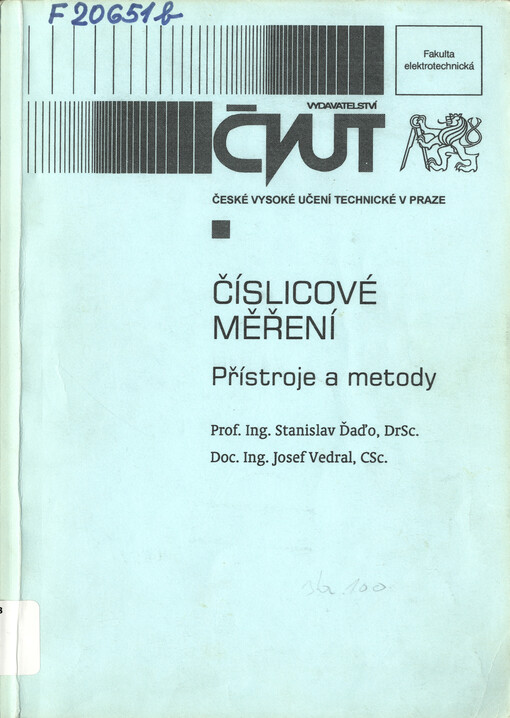 F 20651b
Fakulta
elektrotechnická
VYDAVATELSTVÍ
ČVUT
ČESKÉ VYSOKÉ UČENÍ TECHNICKÉ V PRAZE
ČÍSLICOVÉ
MĚŘENÍ
Přístroje a metody
Prof. Ing. Stanislav Ďaďo, DrSc.
Doc. Ing. Josef Vedral, CSc.